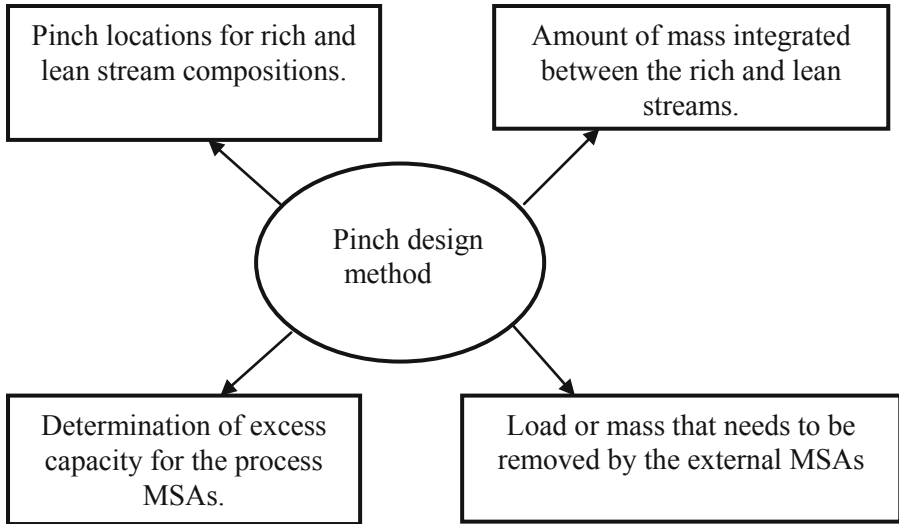 Pinch locations for rich and
lean stream compositions.
Amount of mass integrated
between the rich and lean
streams.
Pinch design
method
Determination of excess
capacity for the process
MSAs.
Load or mass that needs to be
removed by the external MSAs